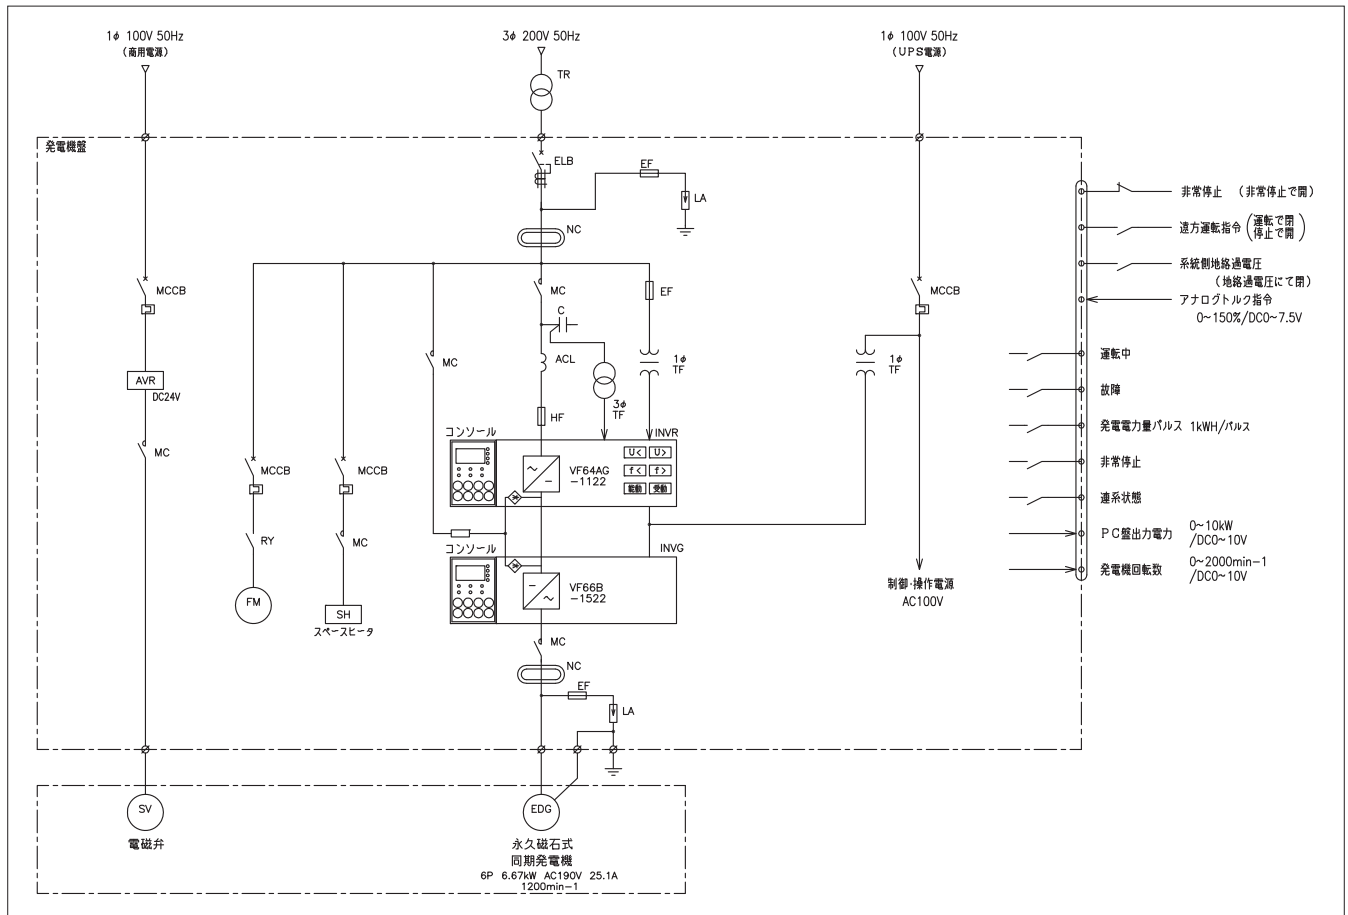 1φ 100V 50Hz
(商用電源)
3φ 200V 50Hz
1φ 100V 50Hz
(UPS電源)
TR
発電機盤
ELB
EF
LA
NC
非常停止 (非常停止で開)
遠方運転指令(運転で閉
停止で開)
系統側地絡過電圧
(地絡過電圧にて閉)
アナログトルク指令
0~150%/DC0~7.5V
MCCB
MC
EF
MCCB
C
MC
ACL
1φ
TF
1φ
TF
運転中
AVR
DC24V
3φ
TF
故障
HF
発電電力量パルス 1kWH/パルス
コンソール
INVR
MC
U< U>
MCCB
MCCB
VF64AG
-1122
f< f>
非常停止
能動 受動
連系状態
RY
MC
PC盤出力電力 0~10kW
/DC0~10V
コンソール
INVG
発電機回転数 0~2000min-1
/DC0~10V
制御・操作電源
AC100V
VF66B
-1522
FM
SH
スペースヒータ
MC
NC
EF
LA
SV
電磁弁
EDG
永久磁石式
同期発電機
6P 6.67kW AC190V 25.1A
1200min-1